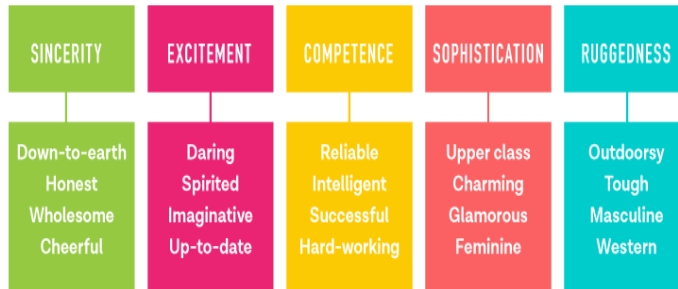 SINCERITY
Down-to-earth
Honest
Wholesome
Cheerful
EXCITEMENT
Daring
Spirited
Imaginative
Up-to-date
COMPETENCE
Reliable
Intelligent
Successful
Hard-working
SOPHISTICATION
Upper class
Charming
Glamorous
Feminine
RUGGEDNESS
Outdoorsy
Tough
Masculine
Western